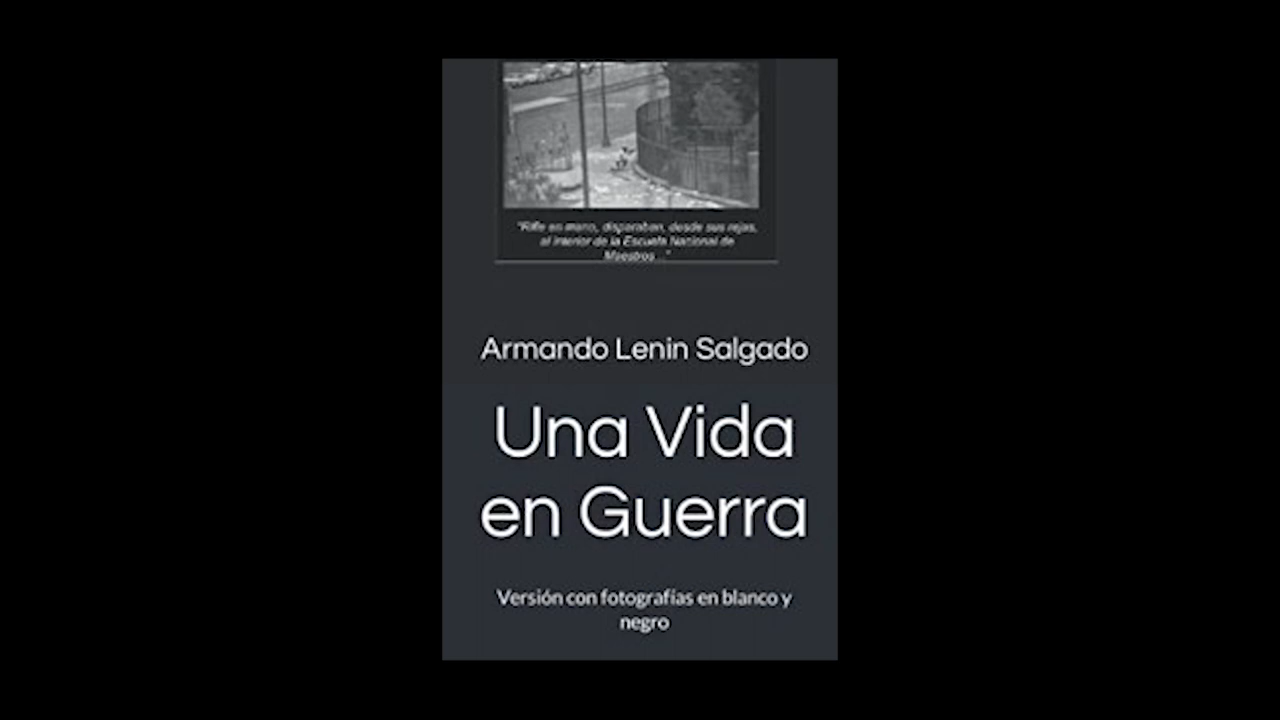 "Rifle en mano, disparaban, desde sus rejas,
al interior de la Escuela Nacional de
Maestros..."
Armando Lenin Salgado
Una Vida
en Guerra
Versión con fotografías en blanco y
negro